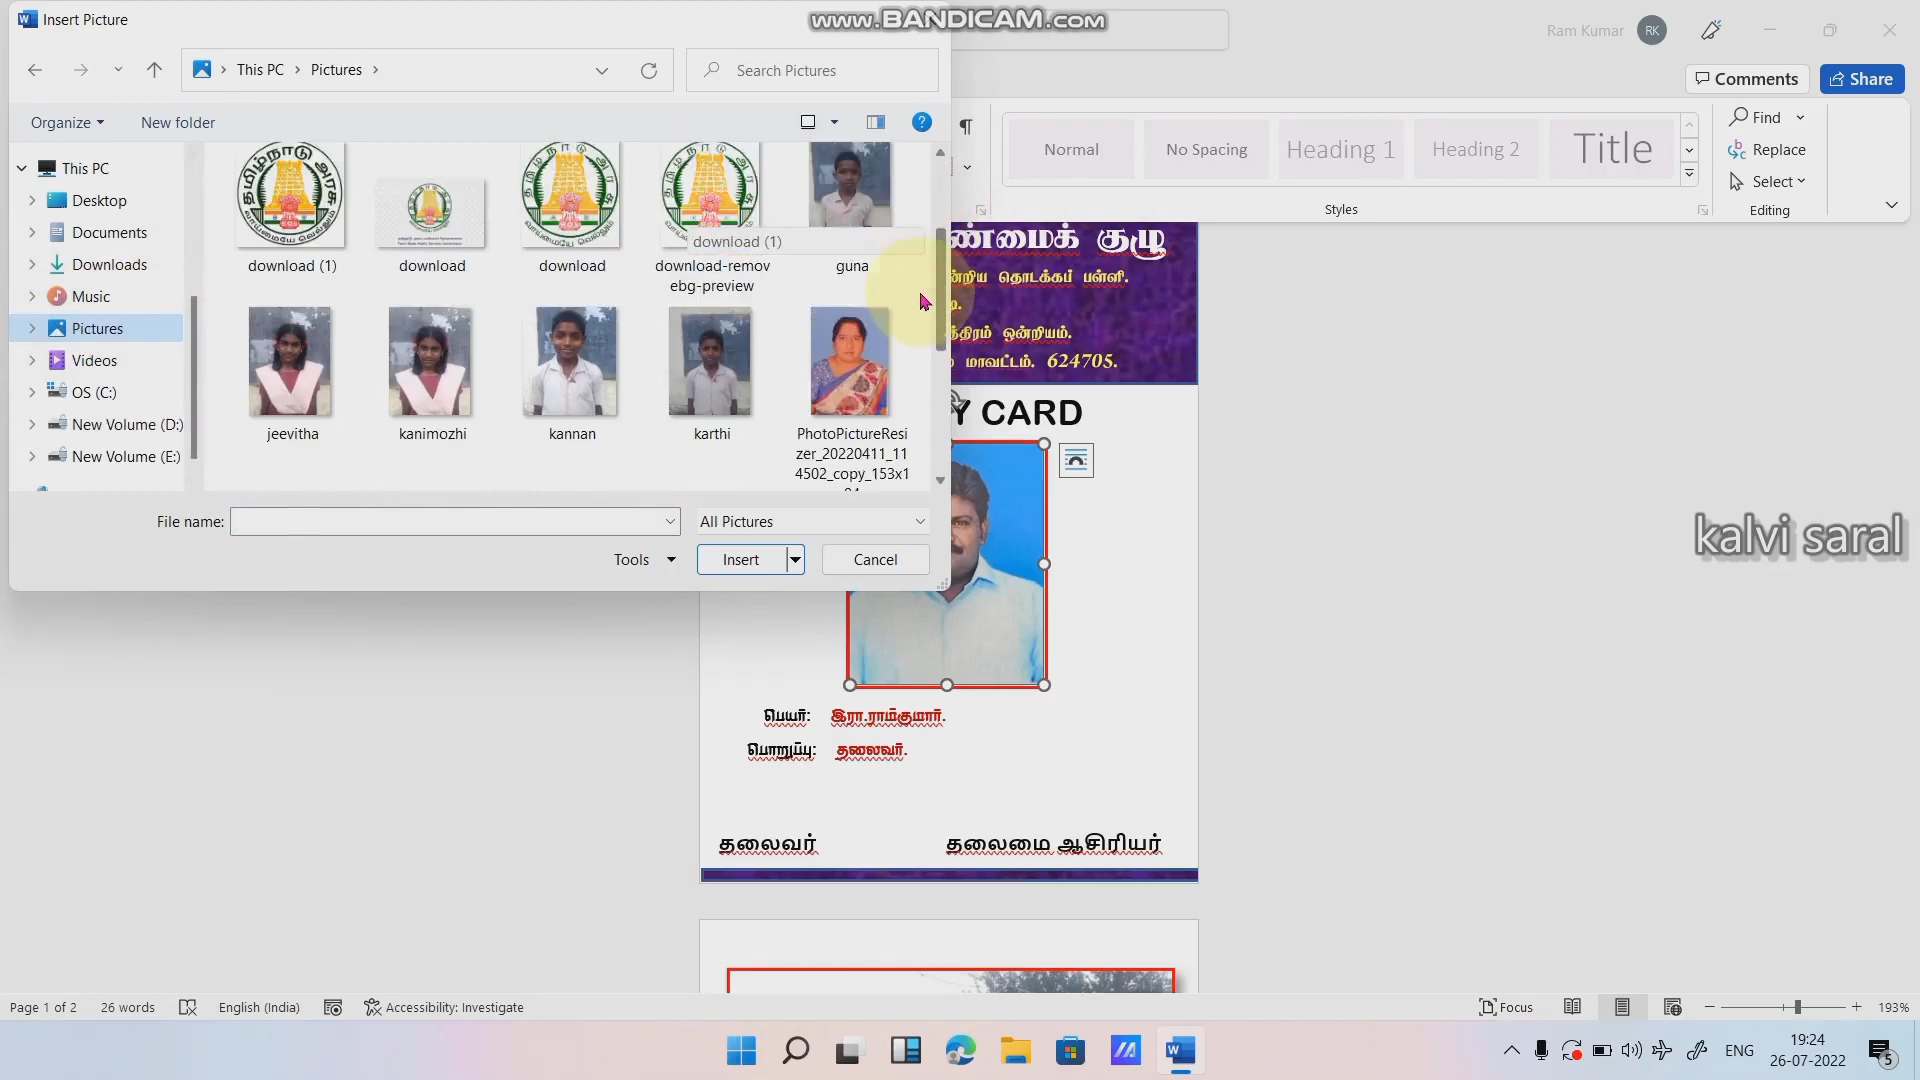 Insert Picture
www.BANDICAM.com
Ram Kumar
RK
This PC
Pictures
Search Pictures
Comments
Share
Organize
New folder
Normal
No Spacing
Heading 1
Heading 2
Title
Find
Replace
Select
Styles
Editing
This PC
Desktop
Documents
Downloads
Music
Pictures
Videos
OS (C:)
New Volume (D:)
New Volume (E:)
download (1)
download (1)
download
download
download-remov
ebg-preview
guna
jeevitha
kanimozhi
kannan
karthi
PhotoPictureResi
zer_20220411_11
4502_copy_153x1
File name:
All Pictures
Tools
Insert
Cancel
ண்மைக் குழு
ன்றிய தொடக்கப் பள்ளி.
த்திரம் ஒன்றியம்.
மாவட்டம். 624705.
Y CARD
kalvi saral
பெயர்: இரா.ராம்குமார்.
பொறுப்பு: தலைவர்.
தலைவர் தலைமை ஆசிரியர்
Page 1 of 2
26 words
English (India)
Accessibility: Investigate
Focus
193%
ENG
19:24
26-07-2022
5